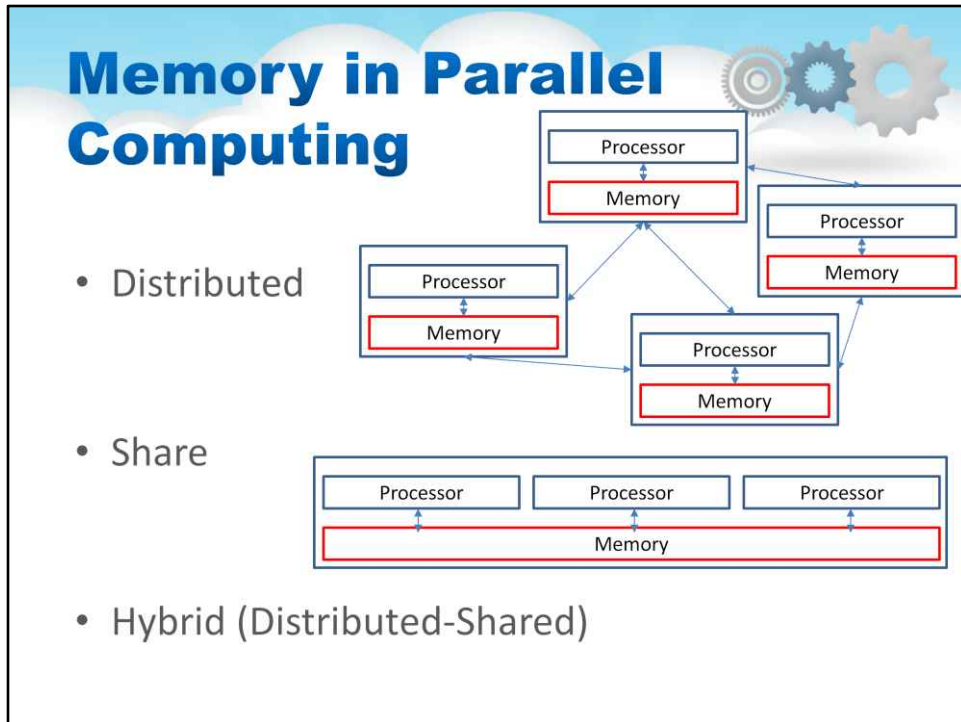 Memory in Parallel
Computing
Processor
Memory
Processor
Memory
• Distributed
Processor
Memory
Processor
Memory
• Share
Processor Processor Processor
Memory
• Hybrid (Distributed-Shared)